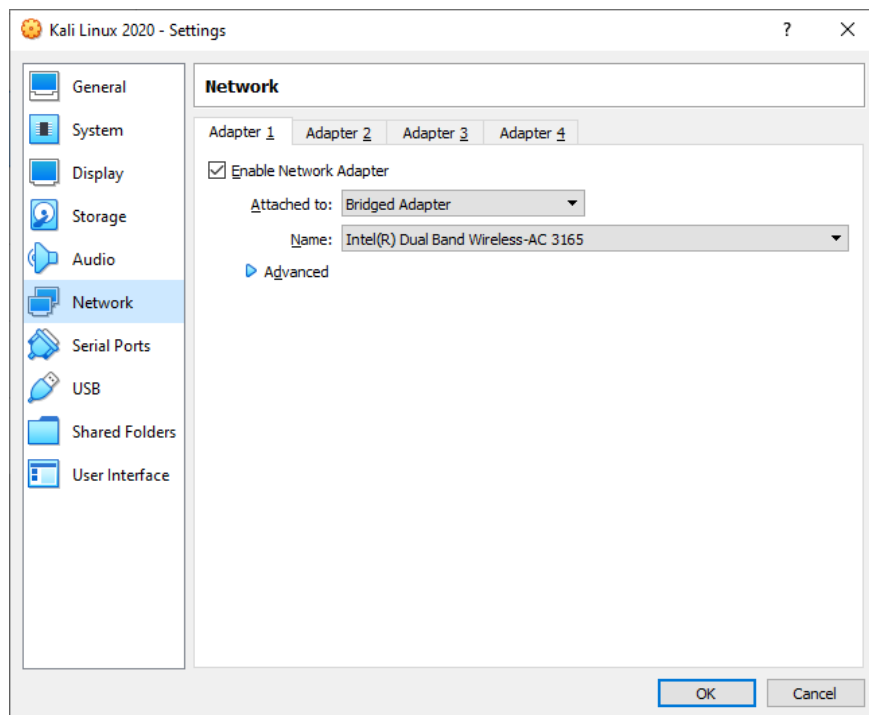 Kali Linux 2020 - Settings ?
General
System
Display
Storage
Audio
Network
Serial Ports
USB
Shared Folders
User Interface
Network
Adapter 1 Adapter 2 Adapter 3 Adapter 4
Enable Network Adapter
Attached to: Bridged Adapter
Name: Intel(R) Dual Band Wireless-AC 3165
Advanced
OK Cancel